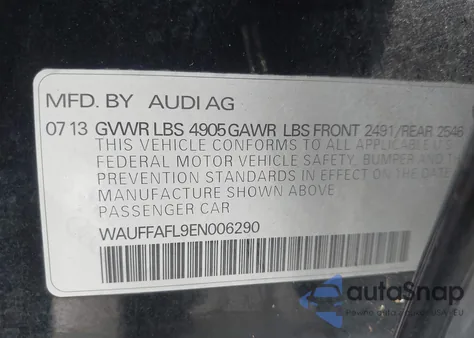 MFD. BY AUDI AG
07 13 GVWR LBS 4905 GAWR LBS FRONT 2491/REAR 2546
THIS VEHICLE CONFORMS TO ALL APPLICABLE U.S.
FEDERAL MOTOR VEHICLE SAFETY, BUMPER AND T
PREVENTION STANDARDS IN EFFECT ON THE DATE
MANUFACTURE SHOWN ABOVE.
PASSENGER CAR
WAUFFAFL9EN006290
autoSnap